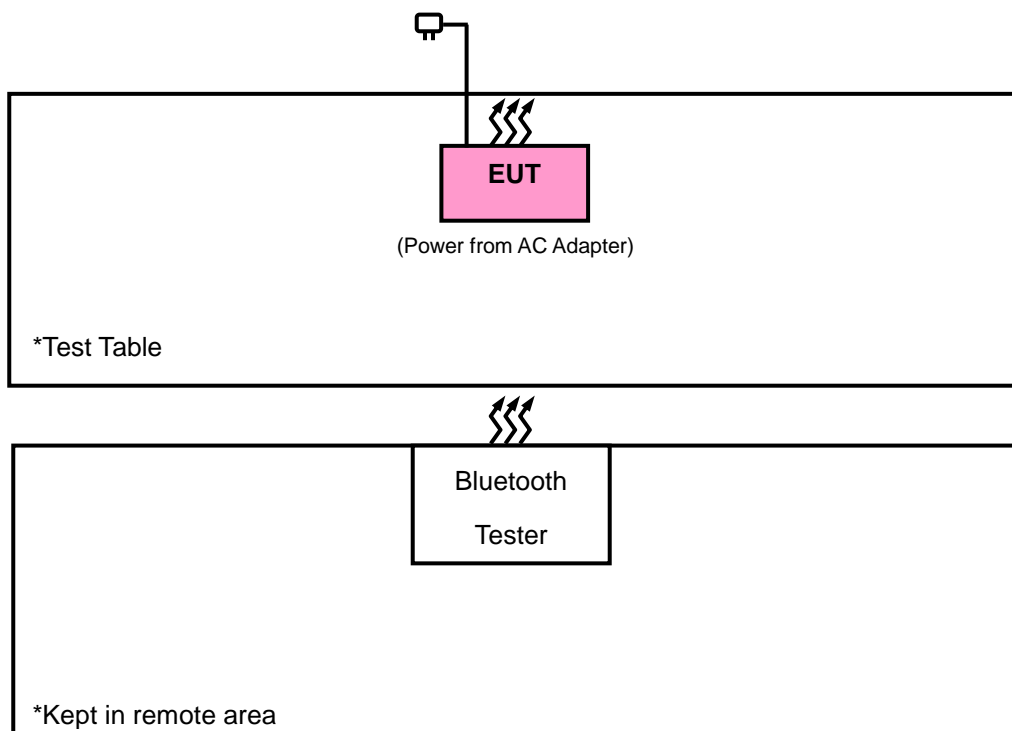 EUT
(Power from AC Adapter)
*Test Table
Bluetooth
Tester
*Kept in remote area